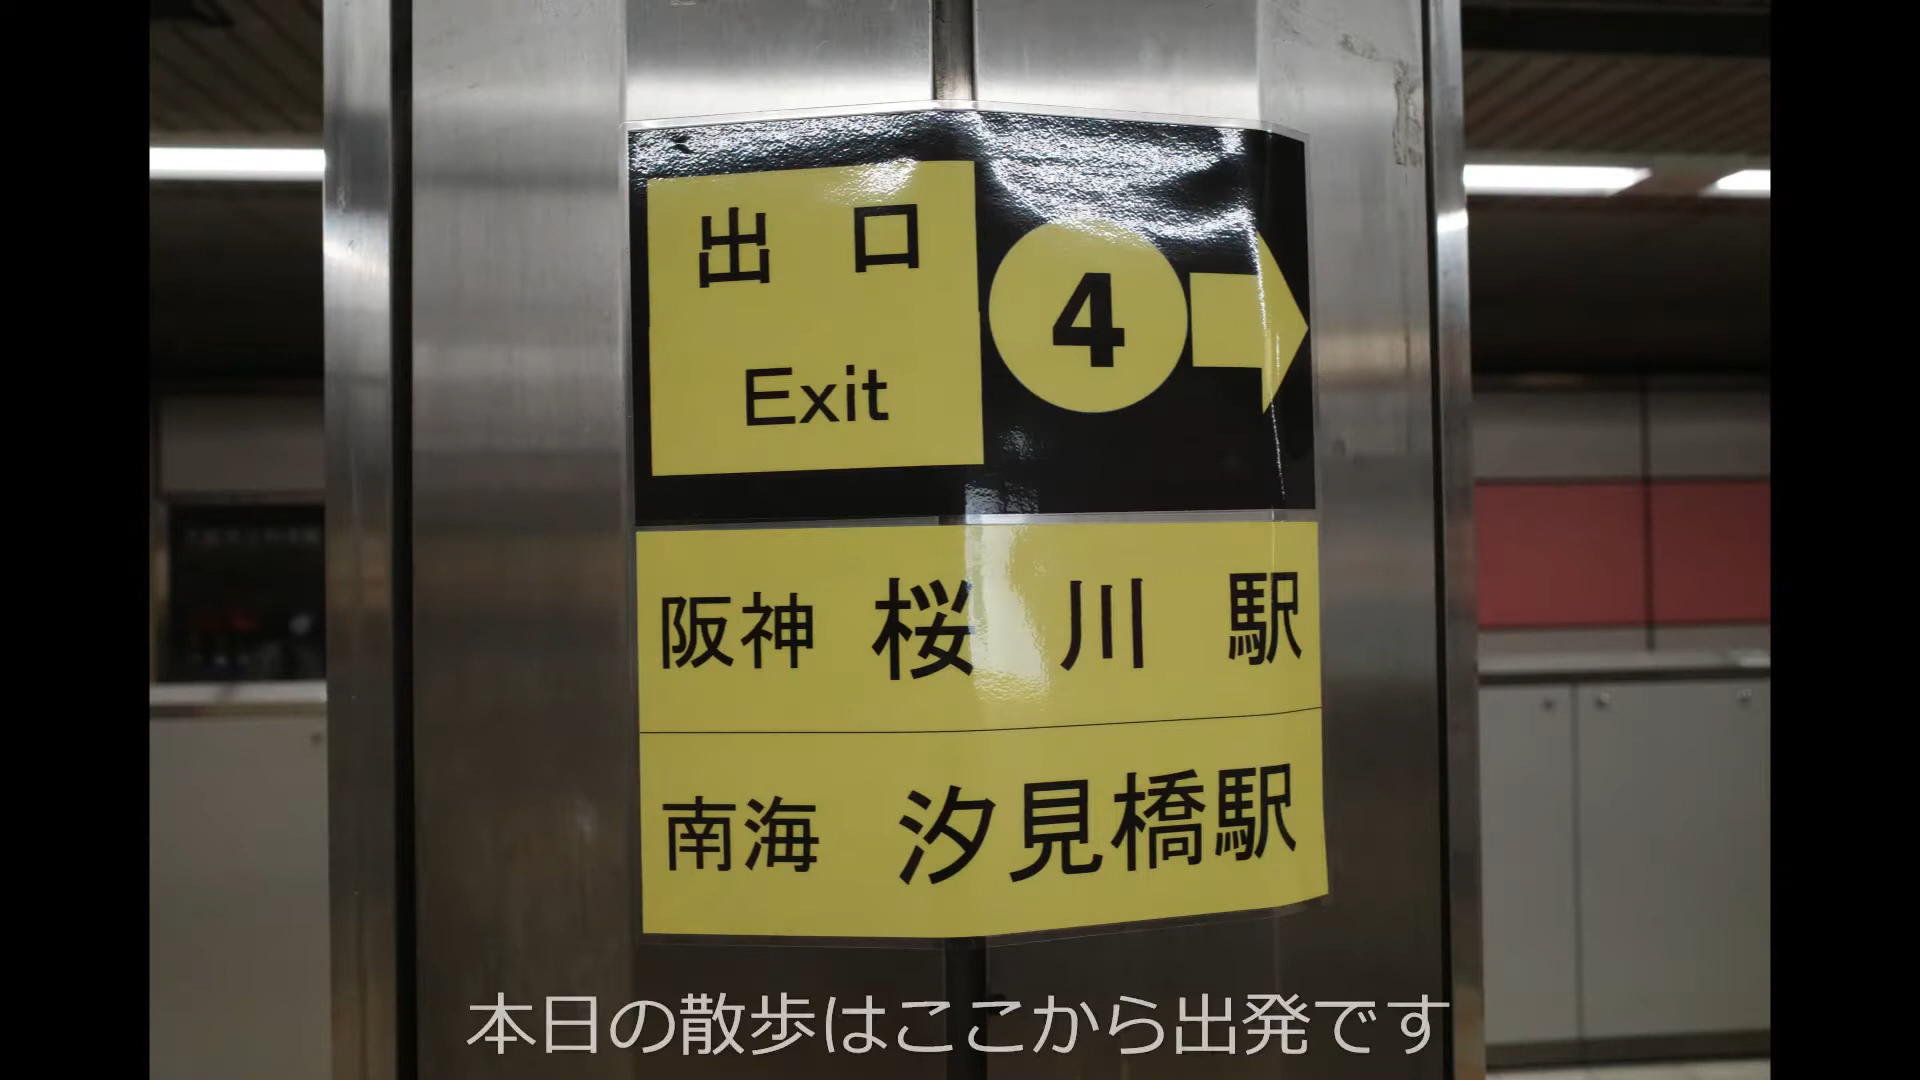 出口
Exit
4
阪神 桜川駅
南海 汐見橋駅
本日の散歩はここから出発です